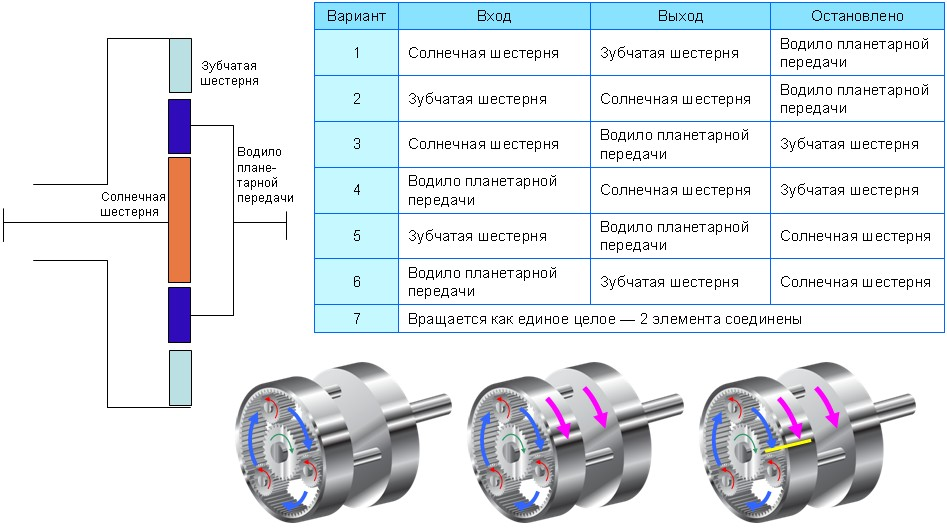 Зубчатая
шестерня
Водило
плане-
тарной
передачи
Солнечная
шестерня
Вариант Вход Выход Остановлено
1 Солнечная шестерня Зубчатая шестерня Водило планетарной
передачи
2 Зубчатая шестерня Солнечная шестерня Водило планетарной
передачи
3 Солнечная шестерня Водило планетарной
передачи Зубчатая шестерня
4 Водило планетарной
передачи Солнечная шестерня Зубчатая шестерня
5 Зубчатая шестерня Водило планетарной
передачи Солнечная шестерня
6 Водило планетарной
передачи Зубчатая шестерня Солнечная шестерня
7 Вращается как единое целое — 2 элемента соединены